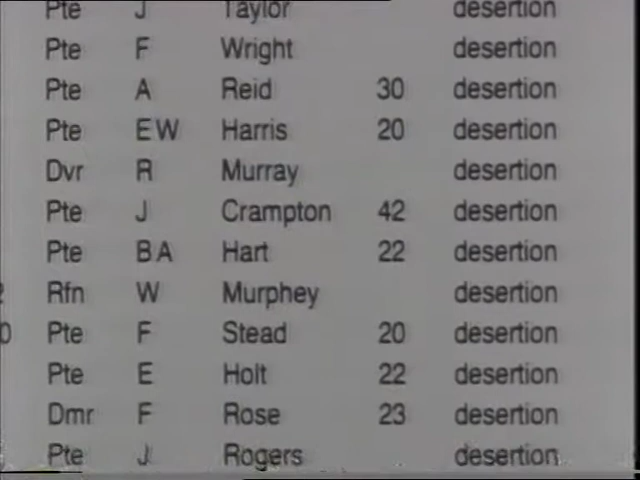 Pte J Taylor desertion
Pte F Wright desertion
Pte A Reid 30 desertion
Pte EW Harris 20 desertion
Dvr R Murray desertion
Pte J Crampton 42 desertion
Pte BA Hart 22 desertion
Rfn W Murphey desertion
0 Pte F Stead 20 desertion
Pte E Holt 22 desertion
Dmr F Rose 23 desertion
Pte J Rogers desertion